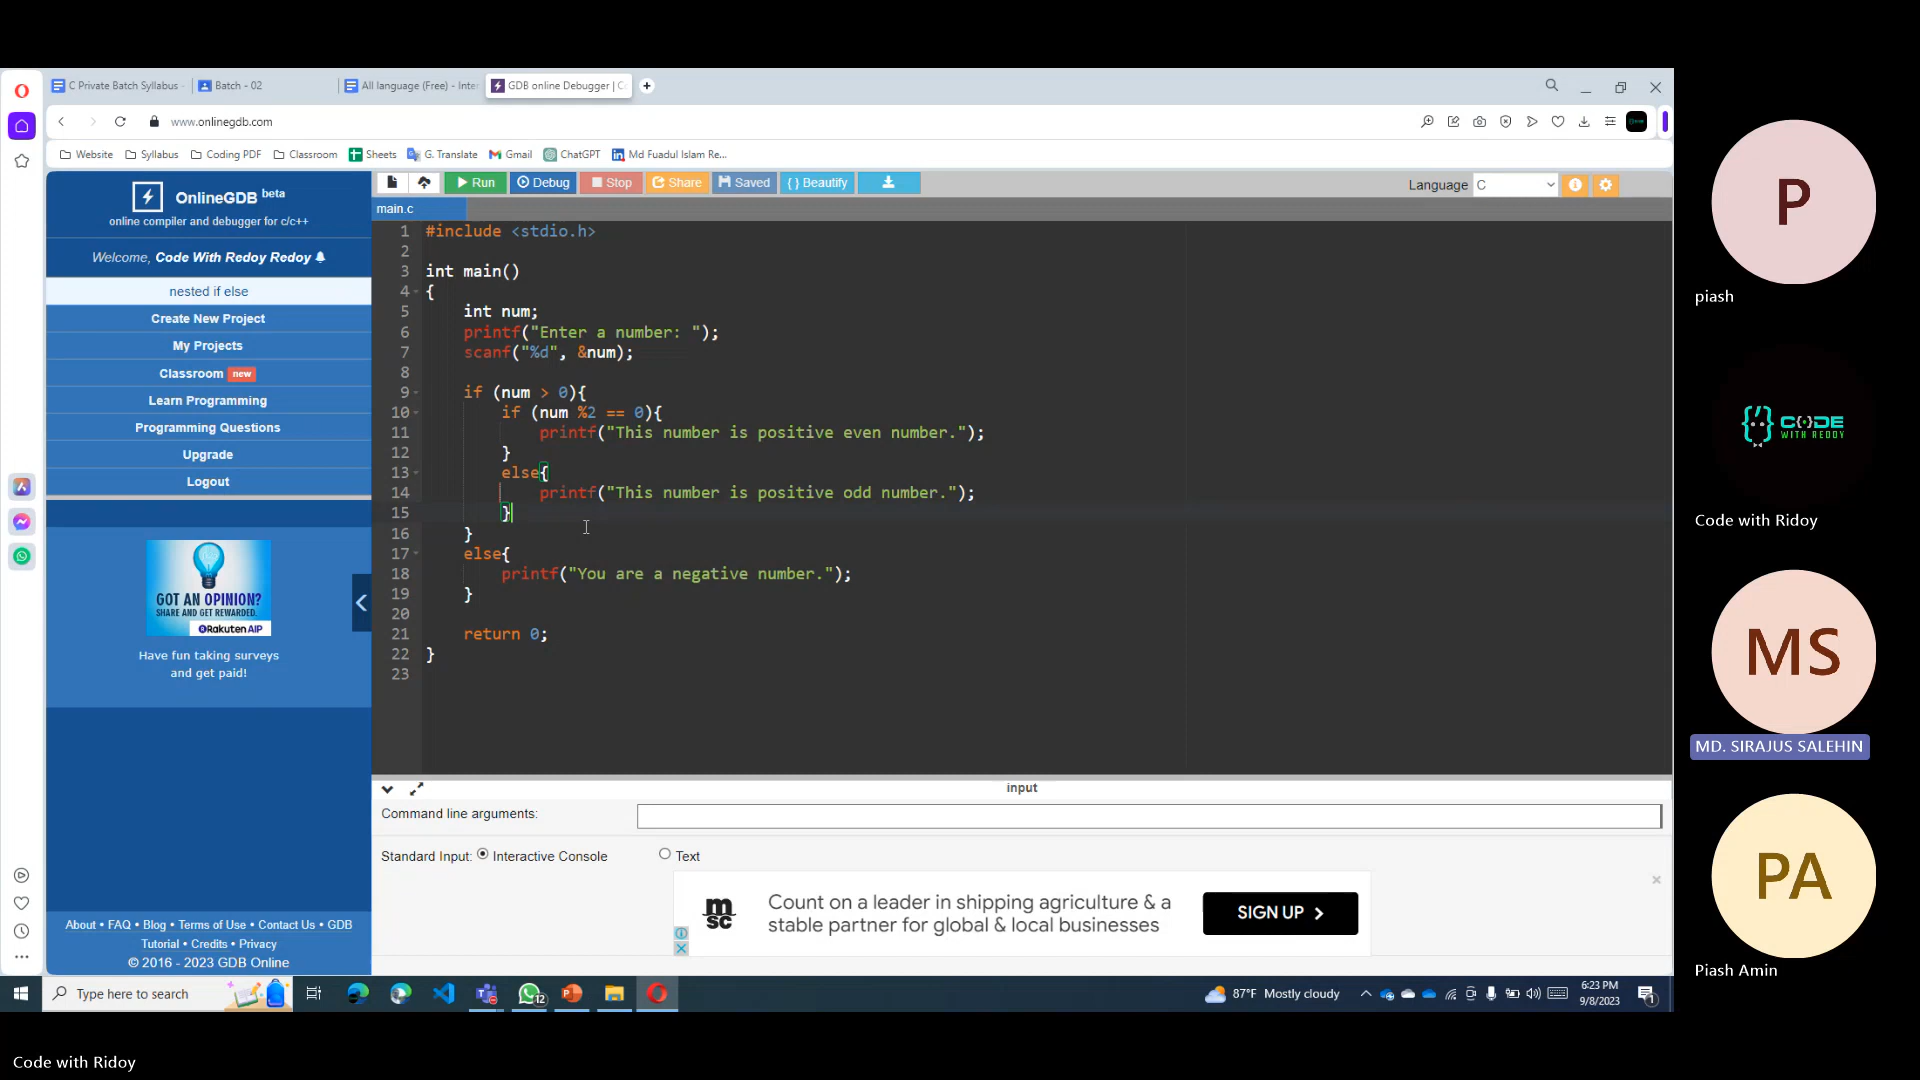 C Private Batch Syllabus
Batch - 02
All language (Free) - Inter
GDB online Debugger | C
www.onlinegdb.com
Website
Syllabus
Coding PDF
Classroom
Sheets
G. Translate
Gmail
ChatGPT
Md Fuadul Islam Re...
OnlineGDB beta
online compiler and debugger for c/c++
Welcome, Code With Redoy Redoy
nested if else
Create New Project
My Projects
Classroom new
Learn Programming
Programming Questions
Upgrade
Logout
GOT AN OPINION?
SHARE AND GET REWARDED.
Rakuten AIP
Have fun taking surveys
and get paid!
About • FAQ • Blog • Terms of Use • Contact Us • GDB
Tutorial • Credits • Privacy
© 2016 - 2023 GDB Online
Run
Debug
Stop
Share
Saved
{ } Beautify
Language C
main.c
1 #include <stdio.h>
2
3 int main()
4 {
5 int num;
6 printf("Enter a number: ");
7 scanf("%d", &num);
8
9 if (num > 0){
10 if (num %2 == 0){
11 printf("This number is positive even number.");
12 }
13 else{
14 printf("This number is positive odd number.");
15 }
16 }
17 else{
18 printf("You are a negative number.");
19 }
20
21 return 0;
22 }
23
input
Command line arguments:
Standard Input: Interactive Console Text
msc
Count on a leader in shipping agriculture & a
stable partner for global & local businesses
SIGN UP
Type here to search
12
87°F Mostly cloudy
6:23 PM
9/8/2023
1
P
piash
CODE
WITH REDOY
Code with Ridoy
MS
MD. SIRAJUS SALEHIN
PA
Piash Amin
Code with Ridoy